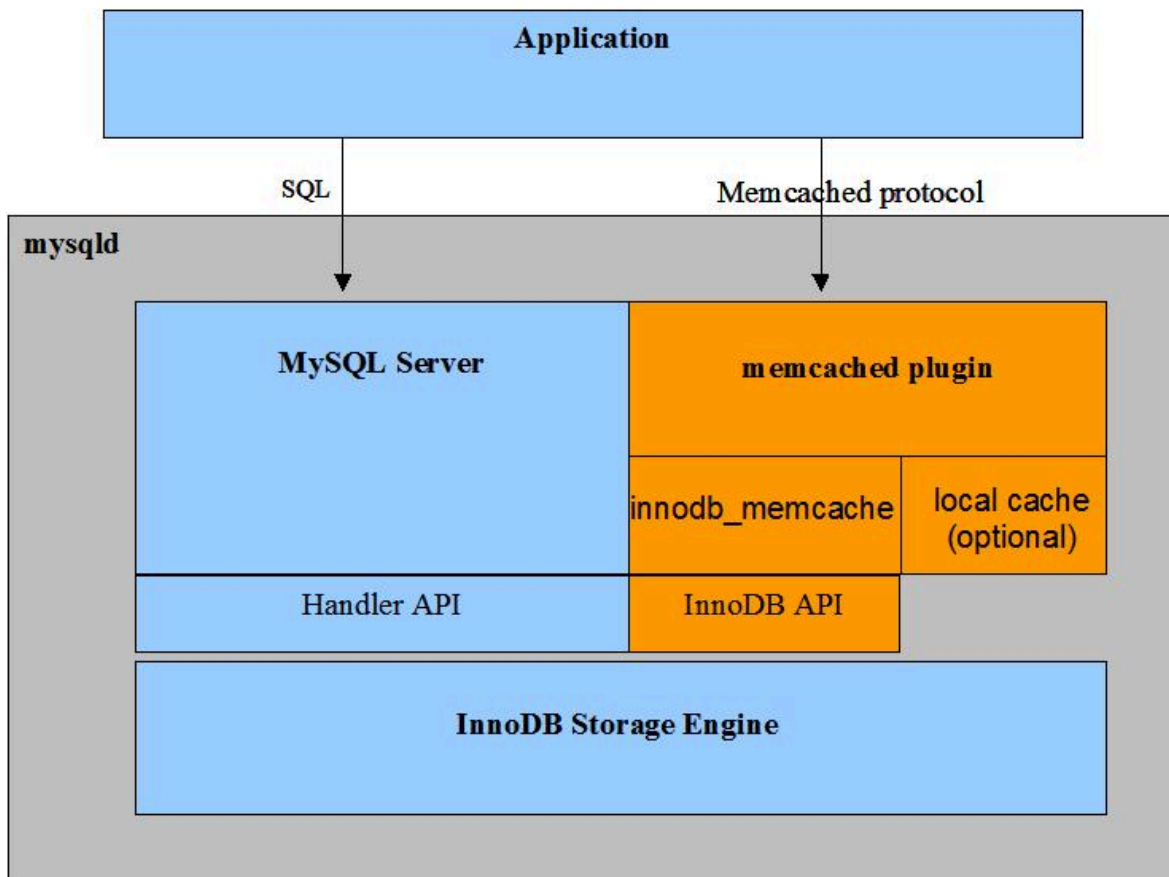 Application
SQL
Memcached protocol
mysqld
MySQL Server
memcached plugin
innodb_memcache
local cache
(optional)
Handler API
InnoDB API
InnoDB Storage Engine